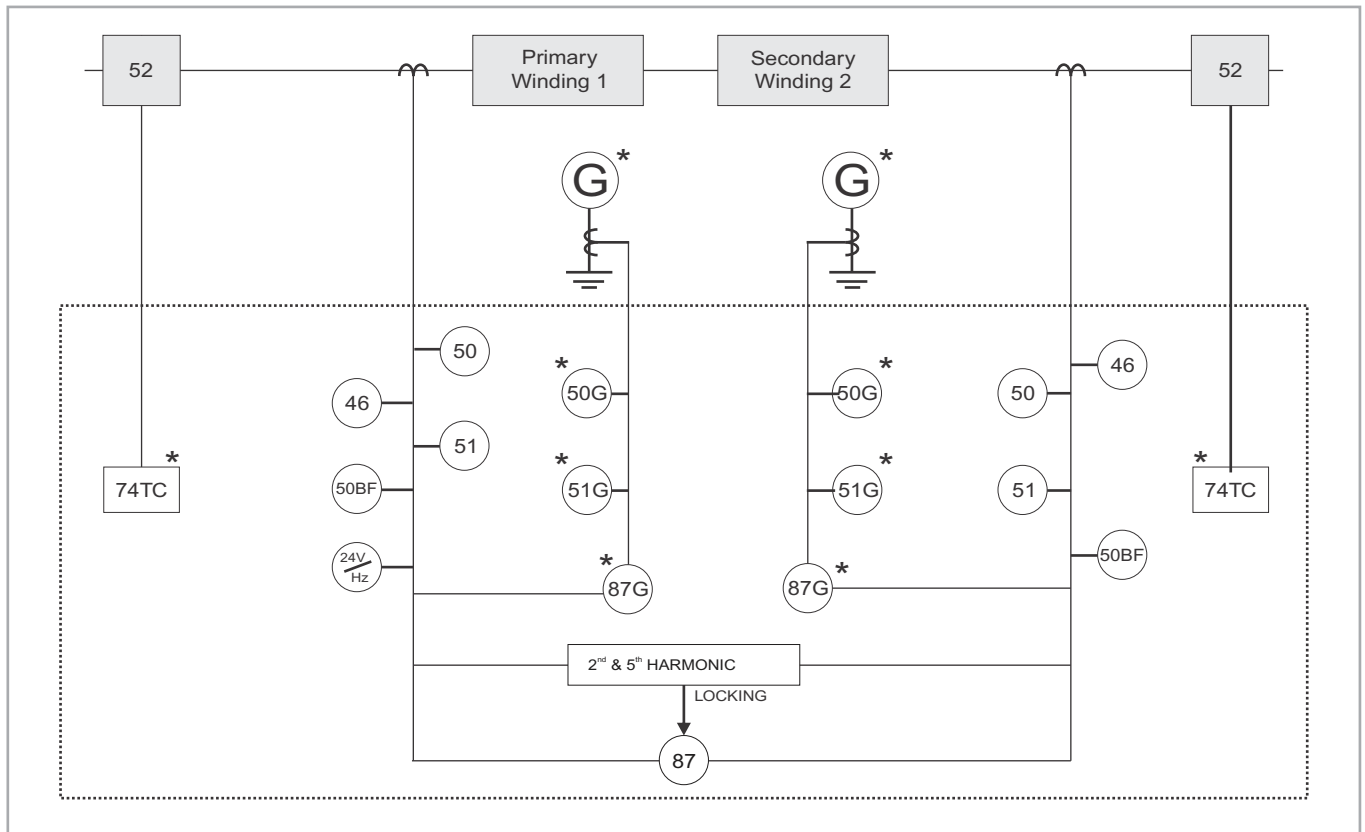 52
Primary
Winding 1
Secondary
Winding 2
52
G*
G*
50
46
46
*
50G
50G*
50
51
*
74TC
*
50BF
*
51G
51G*
51
*
74TC
24V
Hz
50BF
*
87G
87G*
2nd & 5th HARMONIC
LOCKING
87